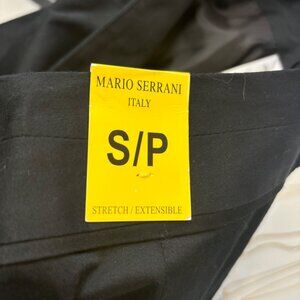 MARIO SERRANI
ITALY
S/P
STRETCH / EXTENSIBLE